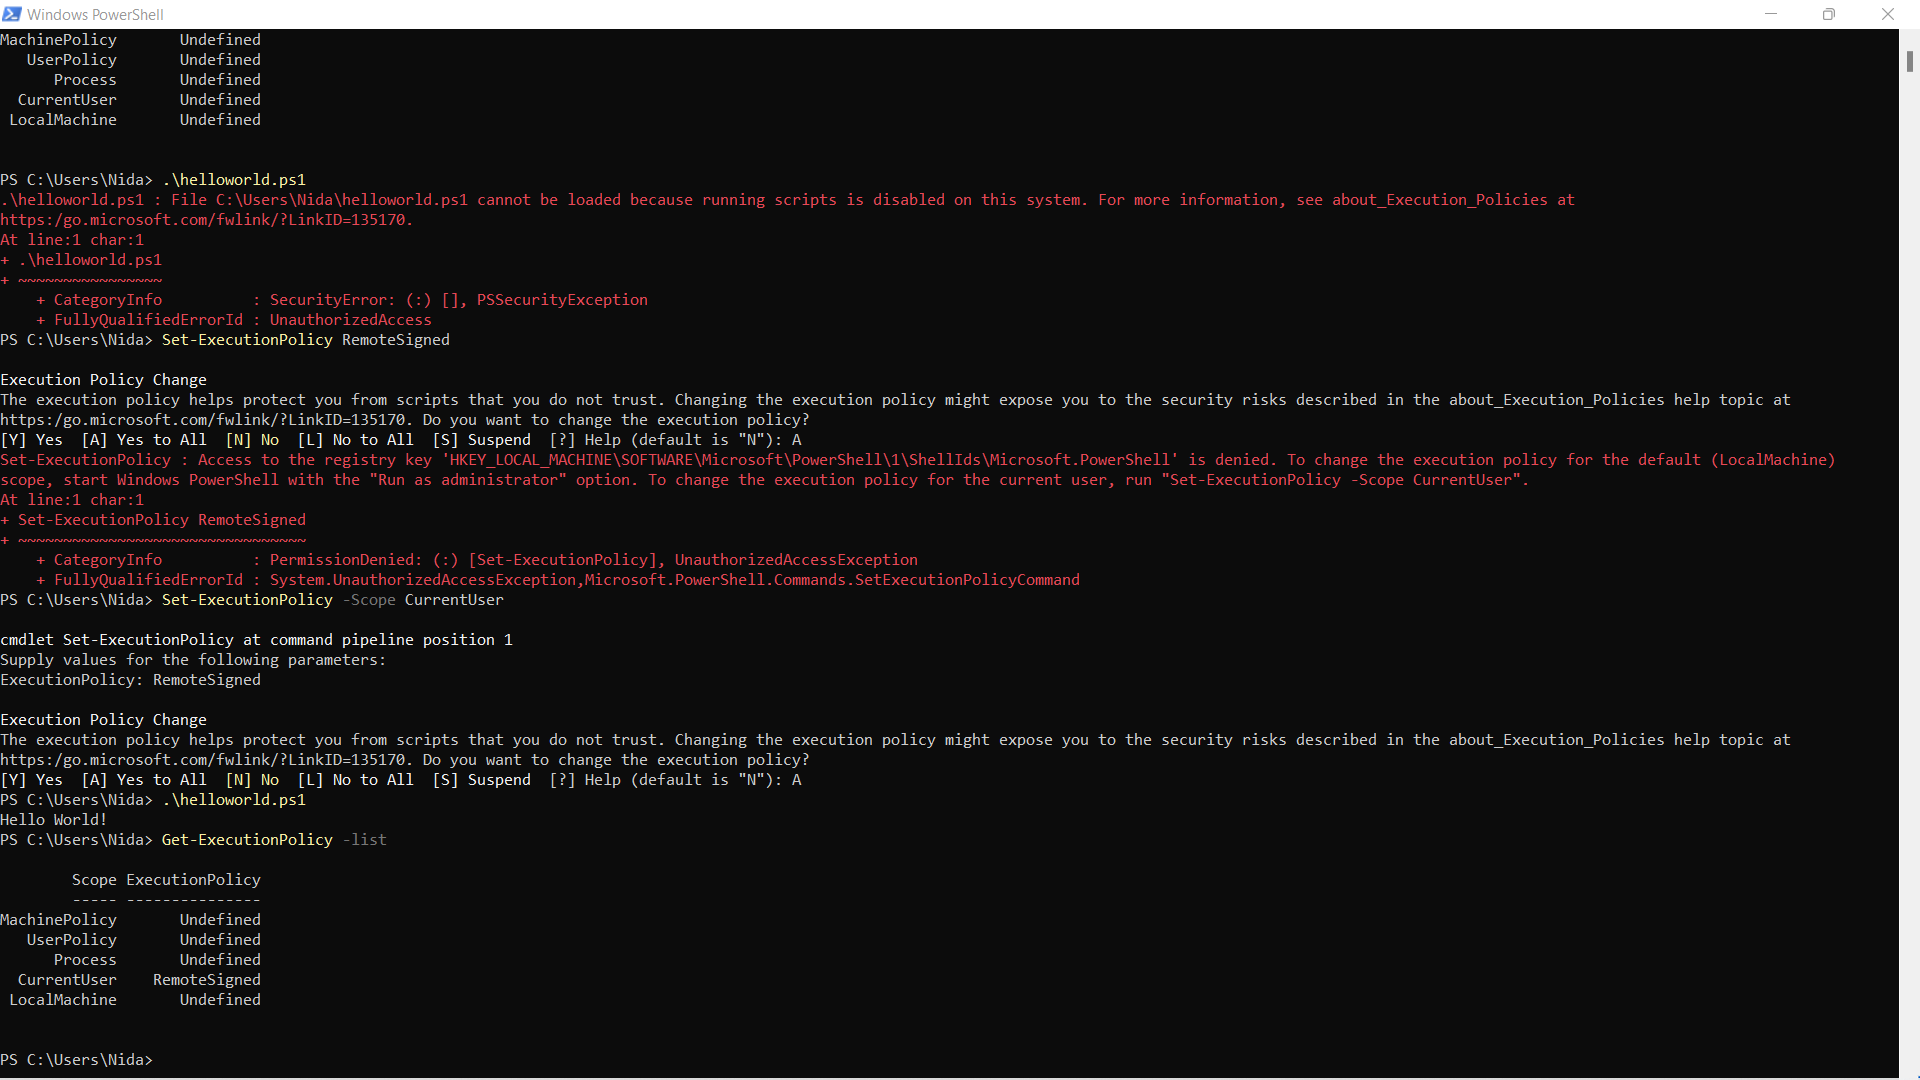 Windows PowerShell
MachinePolicy       Undefined
   UserPolicy       Undefined
      Process       Undefined
  CurrentUser       Undefined
 LocalMachine       Undefined
PS C:\Users\Nida> .\helloworld.ps1
.\helloworld.ps1 : File C:\Users\Nida\helloworld.ps1 cannot be loaded because running scripts is disabled on this system. For more information, see about_Execution_Policies at
https:/go.microsoft.com/fwlink/?LinkID=135170.
At line:1 char:1
+ .\helloworld.ps1
+ ~~~~~~~~~~~~~~~~
    + CategoryInfo          : SecurityError: (:) [], PSSecurityException
    + FullyQualifiedErrorId : UnauthorizedAccess
PS C:\Users\Nida> Set-ExecutionPolicy RemoteSigned
Execution Policy Change
The execution policy helps protect you from scripts that you do not trust. Changing the execution policy might expose you to the security risks described in the about_Execution_Policies help topic at
https:/go.microsoft.com/fwlink/?LinkID=135170. Do you want to change the execution policy?
[Y] Yes  [A] Yes to All  [N] No  [L] No to All  [S] Suspend  [?] Help (default is "N"): A
Set-ExecutionPolicy : Access to the registry key 'HKEY_LOCAL_MACHINE\SOFTWARE\Microsoft\PowerShell\1\ShellIds\Microsoft.PowerShell' is denied. To change the execution policy for the default (LocalMachine)
scope, start Windows PowerShell with the "Run as administrator" option. To change the execution policy for the current user, run "Set-ExecutionPolicy -Scope CurrentUser".
At line:1 char:1
+ Set-ExecutionPolicy RemoteSigned
+ ~~~~~~~~~~~~~~~~~~~~~~~~~~~~~~~~
    + CategoryInfo          : PermissionDenied: (:) [Set-ExecutionPolicy], UnauthorizedAccessException
    + FullyQualifiedErrorId : System.UnauthorizedAccessException,Microsoft.PowerShell.Commands.SetExecutionPolicyCommand
PS C:\Users\Nida> Set-ExecutionPolicy -Scope CurrentUser
cmdlet Set-ExecutionPolicy at command pipeline position 1
Supply values for the following parameters:
ExecutionPolicy: RemoteSigned
Execution Policy Change
The execution policy helps protect you from scripts that you do not trust. Changing the execution policy might expose you to the security risks described in the about_Execution_Policies help topic at
https:/go.microsoft.com/fwlink/?LinkID=135170. Do you want to change the execution policy?
[Y] Yes  [A] Yes to All  [N] No  [L] No to All  [S] Suspend  [?] Help (default is "N"): A
PS C:\Users\Nida> .\helloworld.ps1
Hello World!
PS C:\Users\Nida> Get-ExecutionPolicy -list
        Scope ExecutionPolicy
        ----- ---------------
MachinePolicy       Undefined
   UserPolicy       Undefined
      Process       Undefined
  CurrentUser    RemoteSigned
 LocalMachine       Undefined
PS C:\Users\Nida>